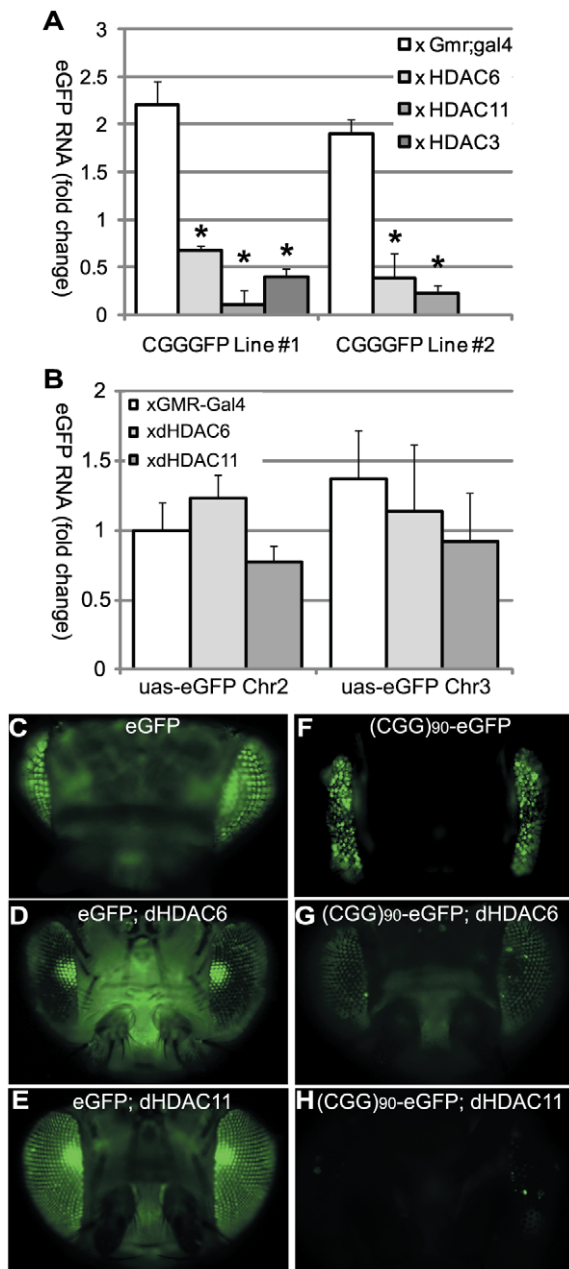 A
eGFP RNA (fold change)
3
2.5
2
1.5
1
0.5
0
x Gmr;gal4
x HDAC6
x HDAC11
x HDAC3
*
*
*
*
*
CGGGFP Line #1
CGGGFP Line #2
B
eGFP RNA (fold change)
2
1.5
1
0.5
0
xGMR-Gal4
xdHDAC6
xdHDAC11
uas-eGFP Chr2
uas-eGFP Chr3
C
eGFP
F
(CGG)90-eGFP
D
eGFP; dHDAC6
G
(CGG)90-eGFP; dHDAC6
E
eGFP; dHDAC11
H
(CGG)90-eGFP; dHDAC11